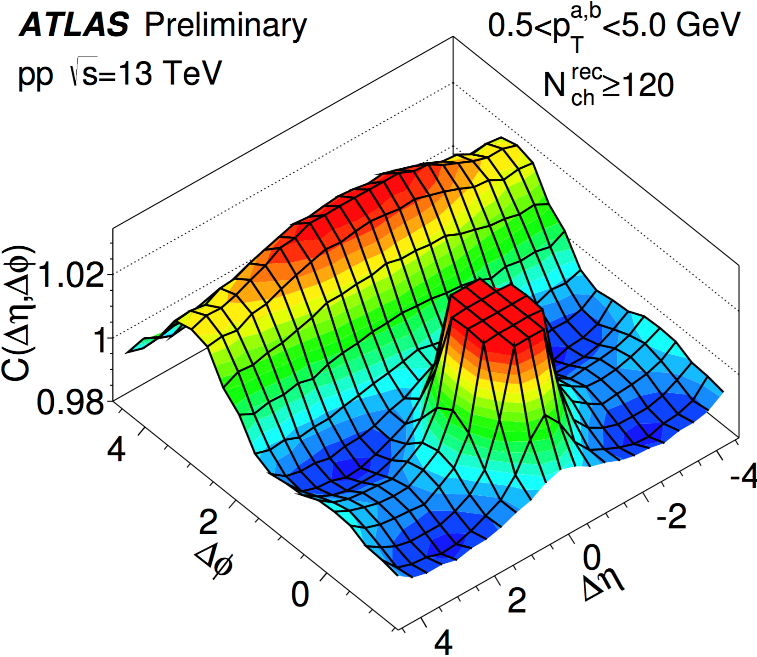 ATLAS Preliminary
0.5<p_T^{a,b}<5.0 GeV
pp √s=13 TeV
N_ch^rec≥120
C(Δη,Δϕ)
1.02
1
0.98
4
2
0
Δϕ
4
2
0
-2
-4
Δη